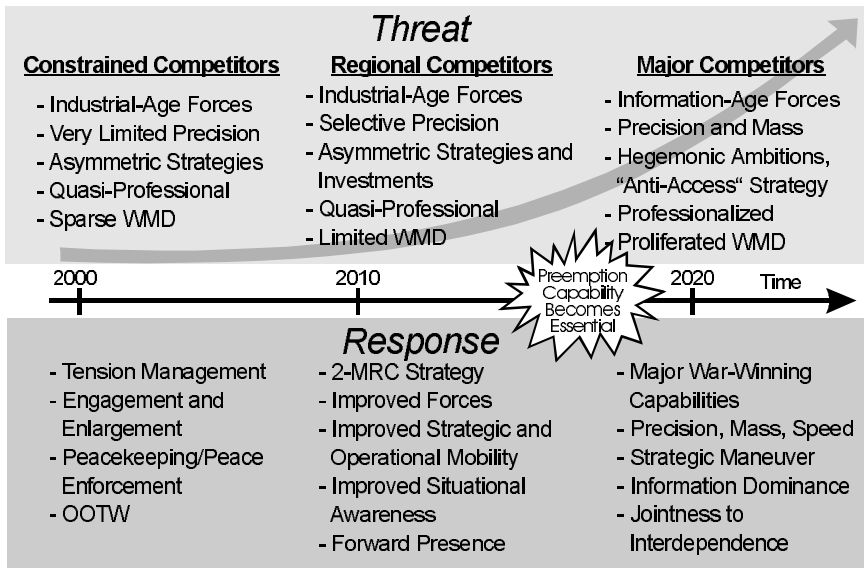 Threat
Constrained Competitors
- Industrial-Age Forces
- Very Limited Precision
- Asymmetric Strategies
- Quasi-Professional
- Sparse WMD
Regional Competitors
- Industrial-Age Forces
- Selective Precision
- Asymmetric Strategies and
Investments
- Quasi-Professional
- Limited WMD
Major Competitors
- Information-Age Forces
- Precision and Mass
- Hegemonic Ambitions,
“Anti-Access“ Strategy
- Professionalized
- Proliferated WMD
2000
2010
Preemption
Capability
Becomes
Essential
2020
Time
Response
- Tension Management
- Engagement and
Enlargement
- Peacekeeping/Peace
Enforcement
- OOTW
- 2-MRC Strategy
- Improved Forces
- Improved Strategic and
Operational Mobility
- Improved Situational
Awareness
- Forward Presence
- Major War-Winning
Capabilities
- Precision, Mass, Speed
- Strategic Maneuver
- Information Dominance
- Jointness to
Interdependence